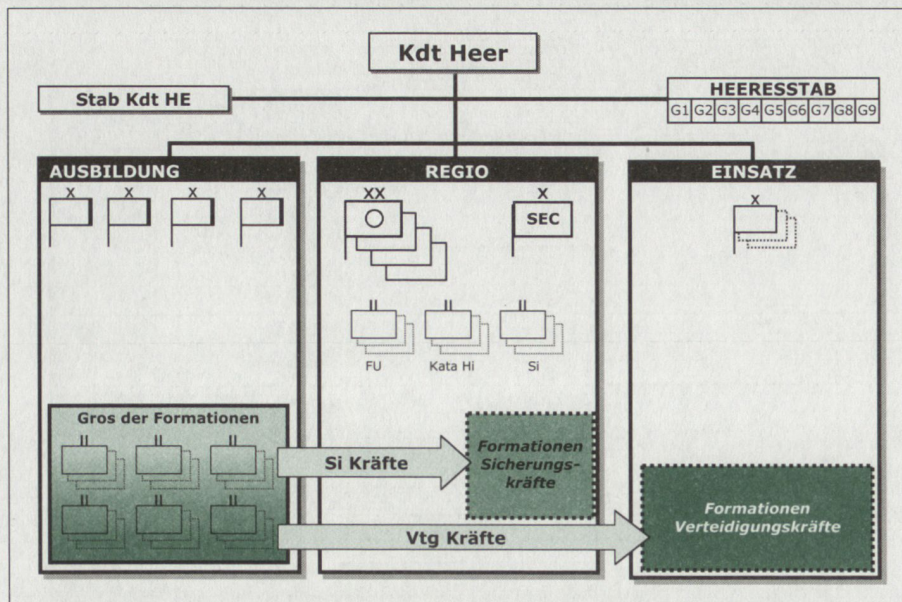 Kdt Heer
Stab Kdt HE
HEERESSTAB
G1 G2 G3 G4 G5 G6 G7 G8 G9
AUSBILDUNG
X X X X
REGIO
XX
X
SEC
II II II
FU Kata Hi Si
EINSATZ
X
Gros der Formationen
II II II
II II II
Si Kräfte
Formationen
Sicherungs-
kräfte
Vtg Kräfte
Formationen
Verteidigungskräfte